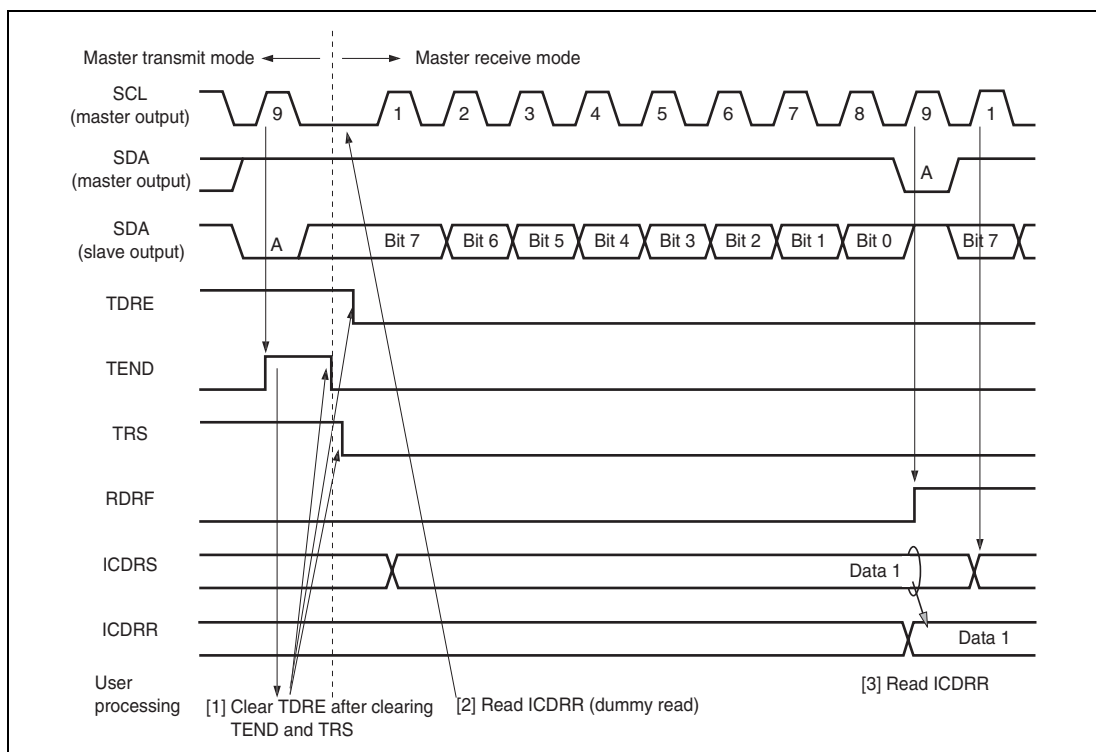 Master transmit mode
Master receive mode
SCL
(master output)
9
1
2
3
4
5
6
7
8
9
1
SDA
(master output)
A
SDA
(slave output)
A
Bit 7
Bit 6
Bit 5
Bit 4
Bit 3
Bit 2
Bit 1
Bit 0
Bit 7
TDRE
TEND
TRS
RDRF
ICDRS
Data 1
ICDRR
Data 1
User
processing
[1] Clear TDRE after clearing
TEND and TRS
[2] Read ICDRR (dummy read)
[3] Read ICDRR